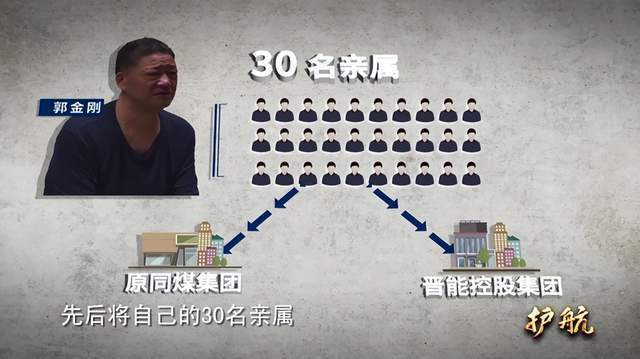 30 名亲属
郭金刚
原同煤集团
晋能控股集团
先后将自己的30名亲属
护航